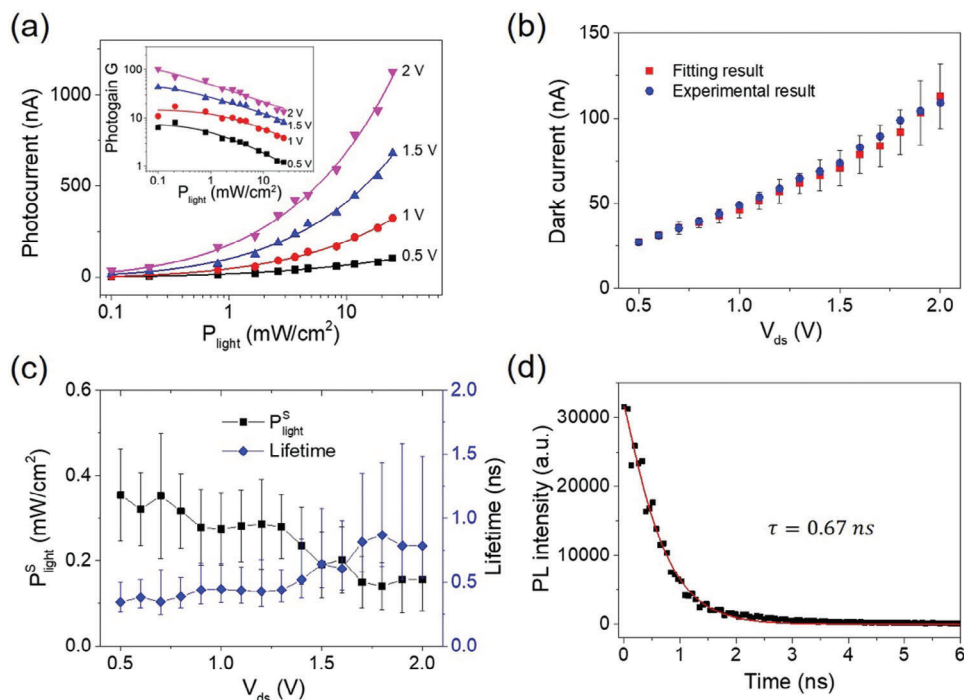 (a)
Photocurrent (nA)
1000
500
0
0.1
1
10
P_light (mW/cm²)
2 V
1.5 V
1 V
0.5 V
Photogain G
100
10
1
0.1
1
10
P_light (mW/cm²)
2 V
1.5 V
1 V
0.5 V
(b)
Dark current (nA)
150
100
50
0
0.5
1.0
1.5
2.0
V_ds (V)
Fitting result
Experimental result
(c)
P^S_light (mW/cm²)
0.6
0.4
0.2
0.0
0.5
1.0
1.5
2.0
V_ds (V)
P^S_light
Lifetime
2.0
1.5
1.0
0.5
0.0
Lifetime (ns)
(d)
PL intensity (a.u.)
30000
20000
10000
0
0
1
2
3
4
5
6
Time (ns)
τ = 0.67 ns